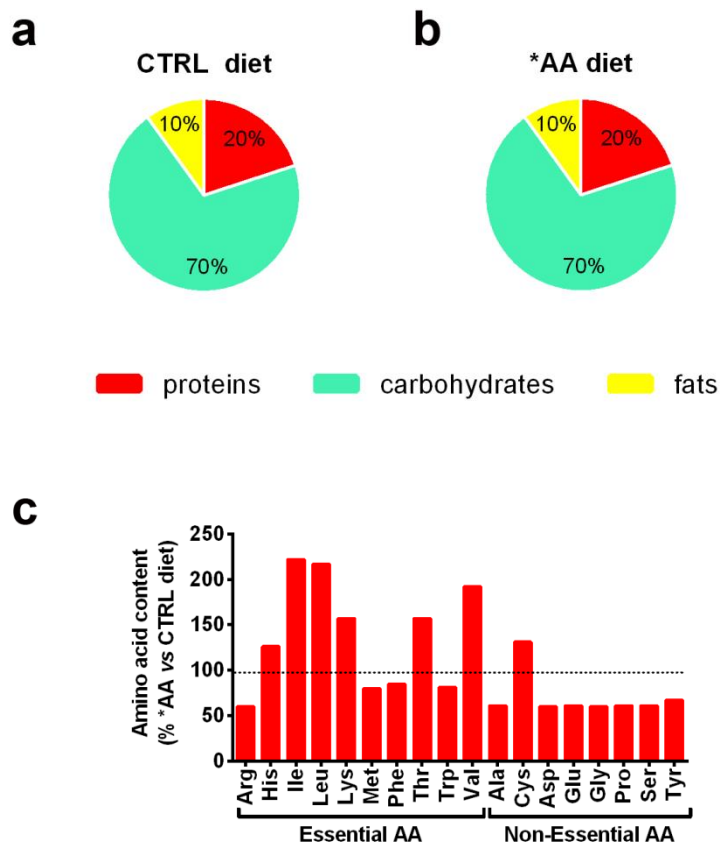 a
b
CTRL diet
*AA diet
10%
20%
70%
10%
20%
70%
proteins
carbohydrates
fats
c
Amino acid content
(% *AA vs CTRL diet)
250
200
150
100
50
0
Arg
His
Ile
Leu
Lys
Met
Phe
Thr
Trp
Val
Ala
Cys
Asp
Glu
Gly
Pro
Ser
Tyr
Essential AA
Non-Essential AA